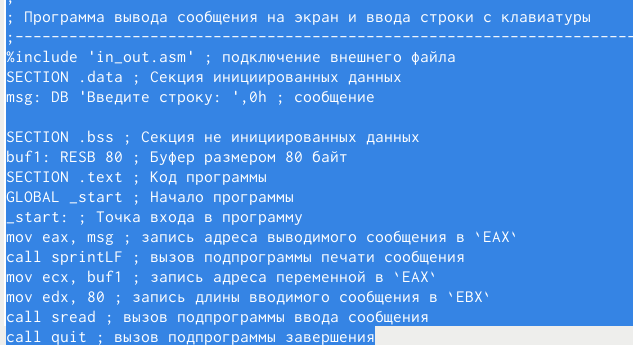 ;
; Программа вывода сообщения на экран и ввода строки с клавиатуры
;---------------------------------------------------------------------
%include 'in_out.asm' ; подключение внешнего файла
SECTION .data ; Секция инициированных данных
msg: DB 'Введите строку: ',0h ; сообщение
SECTION .bss ; Секция не инициированных данных
buf1: RESB 80 ; Буфер размером 80 байт
SECTION .text ; Код программы
GLOBAL _start ; Начало программы
_start: ; Точка входа в программу
mov eax, msg ; запись адреса выводимого сообщения в `EAX`
call sprintLF ; вызов подпрограммы печати сообщения
mov ecx, buf1 ; запись адреса переменной в `EAX`
mov edx, 80 ; запись длины вводимого сообщения в `EBX`
call sread ; вызов подпрограммы ввода сообщения
call quit ; вызов подпрограммы завершения